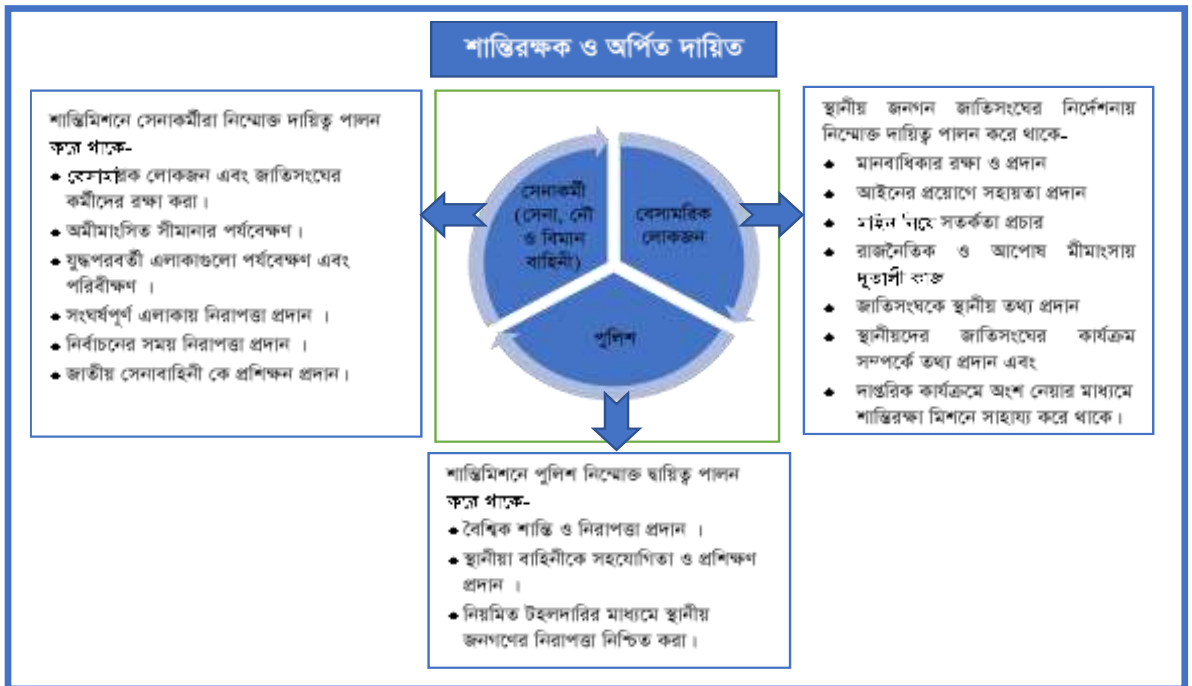 শান্তিরক্ষক ও অর্পিত দায়িত
শান্তিমিশনে সেনাকর্মীরা নিম্মোক্ত দায়িত্ব পালন
করে থাকে-
বেসামরিক লোকজন এবং জাতিসংঘের
কর্মীদের রক্ষা করা।
অমীমাংসিত সীমানার পর্যবেক্ষণ।
যুদ্ধপরবর্তী এলাকাগুলো পর্যবেক্ষণ এবং
পরিবীক্ষণ ।
সংঘর্ষপূর্ণ এলাকায় নিরাপত্তা প্রদান ।
নির্বাচনের সময় নিরাপত্তা প্রদান ।
জাতীয় সেনাবাহিনী কে প্রশিক্ষন প্রদান।
সেনাকর্মী
(সেনা, নৌ
ও বিমান
বাহিনী)
বেস্যমরিক
লোকজন
পুলিশ
স্থানীয় জনগন জাতিসংঘের নির্দেশনায়
নিম্মোক্ত দায়িত্ব পালন করে থাকে-
মানবাধিকার রক্ষা ও প্রদান
আইনের প্রয়োগে সহায়তা প্রদান
মাইন নিয়ে সতর্কতা প্রচার
রাজনৈতিক ও আপোষ মীমাংসায়
দূতালী কাজ
জাতিসংঘকে স্থানীয় তথ্য প্রদান
স্থানীয়দের জাতিসংঘের কার্যক্রম
সম্পর্কে তথ্য প্রদান এবং
দাপ্তরিক কার্যক্রমে অংশ নেয়ার মাধ্যমে
শান্তিরক্ষা মিশনে সাহায্য করে থাকে।
শান্তিমিশনে পুলিশ নিম্মোক্ত দ্বায়িত্ব পালন
করে থাকে-
বৈশ্বিক শান্তি ও নিরাপত্তা প্রদান ।
স্থানীয়া বাহিনীকে সহযোগিতা ও প্রশিক্ষণ
প্রদান ।
নিয়মিত টহলদারির মাধ্যমে স্থানীয়
জনগণের নিরাপত্তা নিশ্চিত করা।